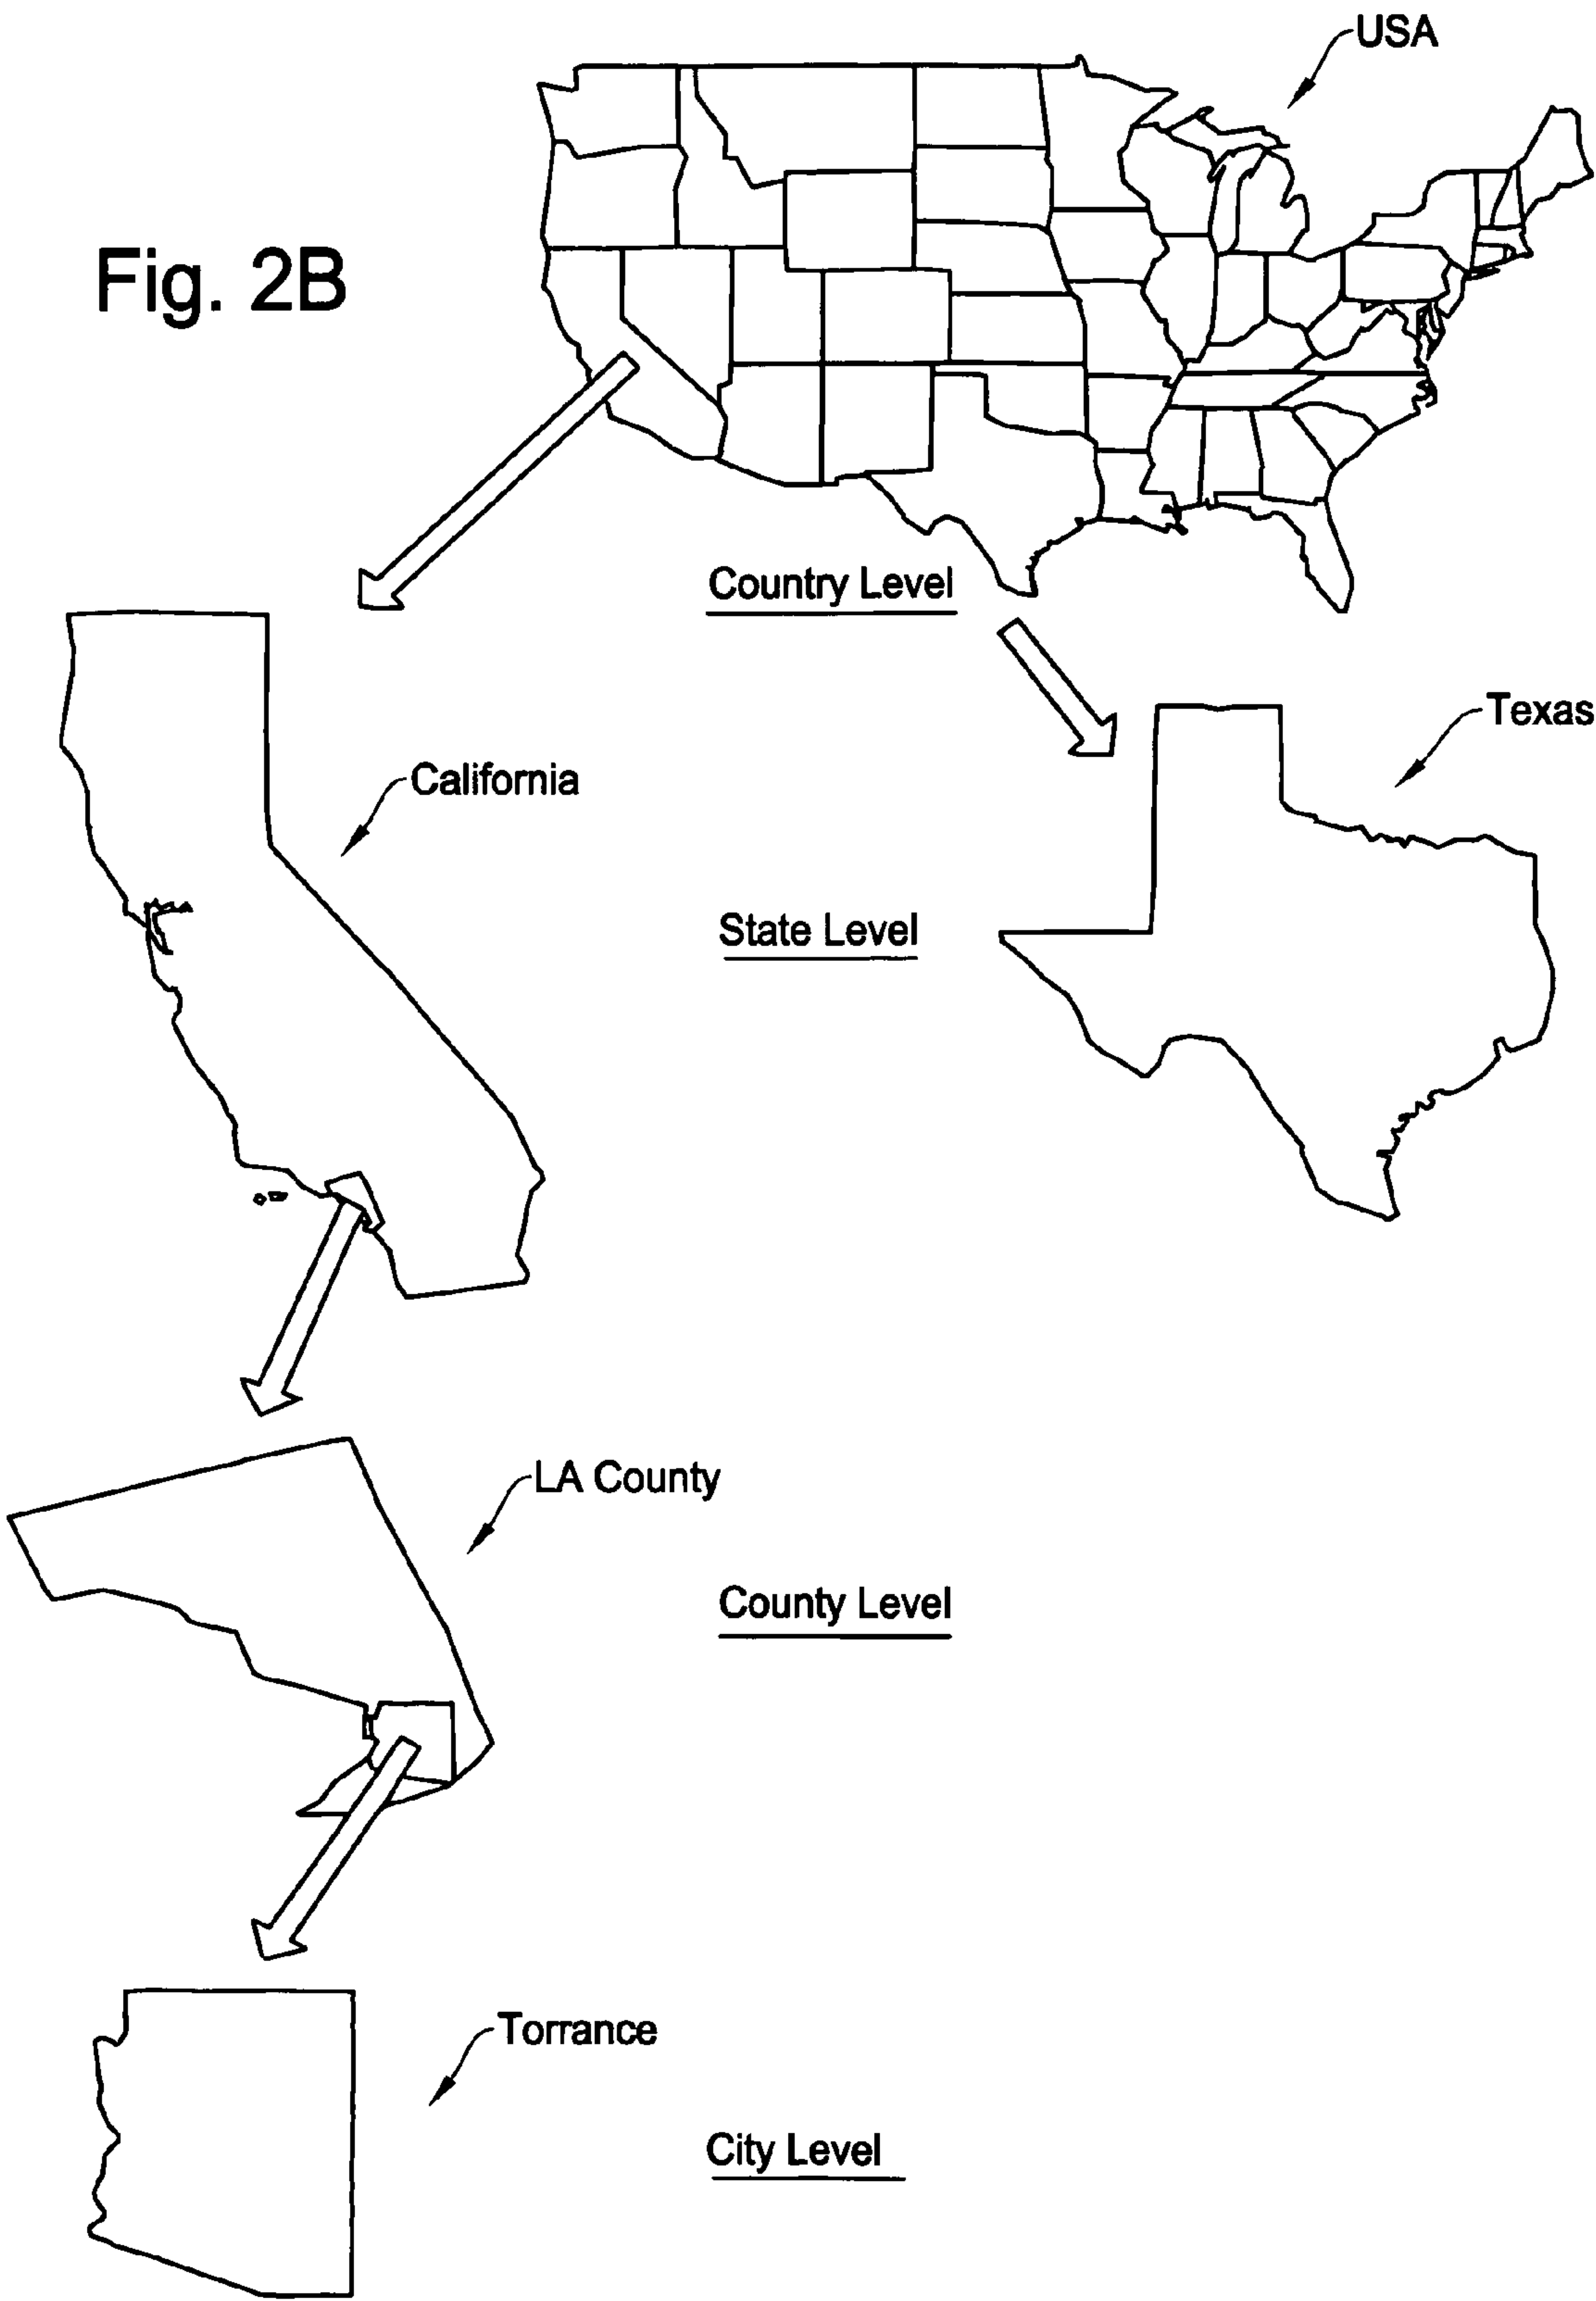 USA
Fig. 2B
Country Level
Texas
California
State Level
LA County
County Level
Torrance
City Level